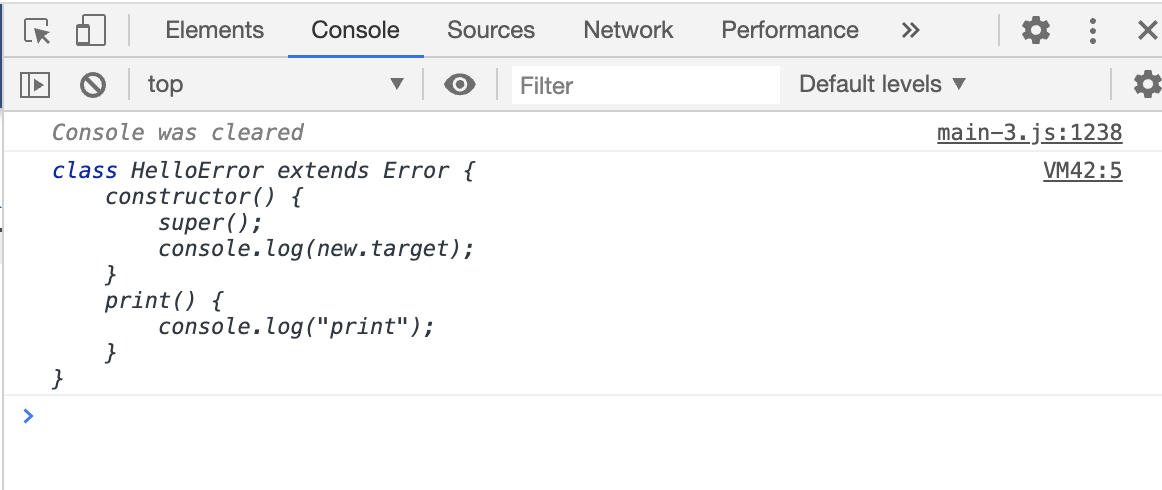 Elements Console Sources Network Performance »
top ▼ Filter Default levels ▼
Console was cleared main-3.js:1238
class HelloError extends Error { VM42:5
    constructor() {
        super();
        console.log(new.target);
    }
    print() {
        console.log("print");
    }
}
>